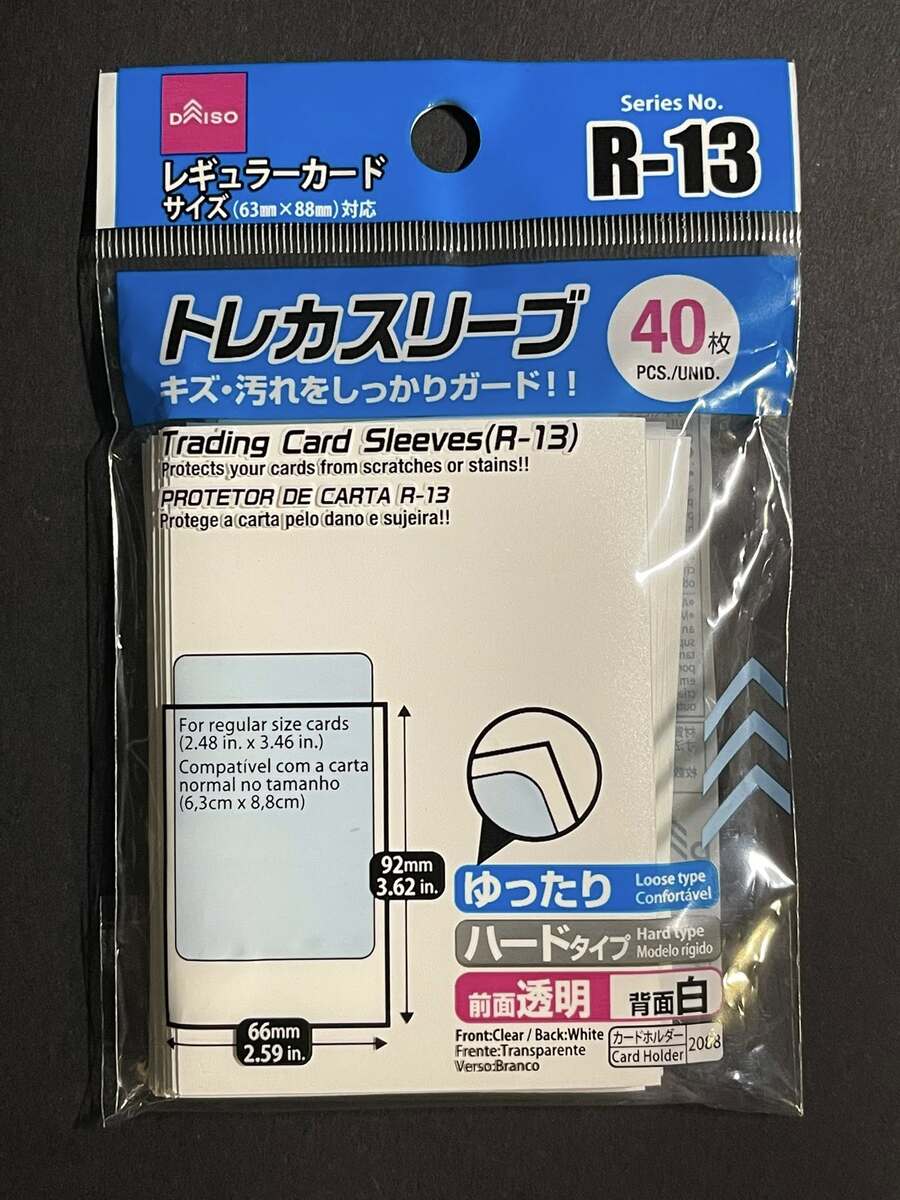 DAISO
レギュラーカード
サイズ(63mm×88mm)対応
Series No.
R-13
トレカスリーブ
キズ・汚れをしっかりガード!!
40枚
PCS./UNID.
Trading Card Sleeves(R-13)
Protects your cards from scratches or stains!!
PROTETOR DE CARTA R-13
Protege a carta pelo dano e sujeira!!
For regular size cards
(2.48 in. x 3.46 in.)
Compatível com a carta
normal no tamanho
(6,3cm x 8,8cm)
92mm
3.62 in.
66mm
2.59 in.
ゆったり
Loose type
Confortável
ハードタイプ
Hard type
Modelo rígido
前面透明
背面白
Front:Clear / Back:White
Frente:Transparente
Verso:Branco
カードホルダー
Card Holder